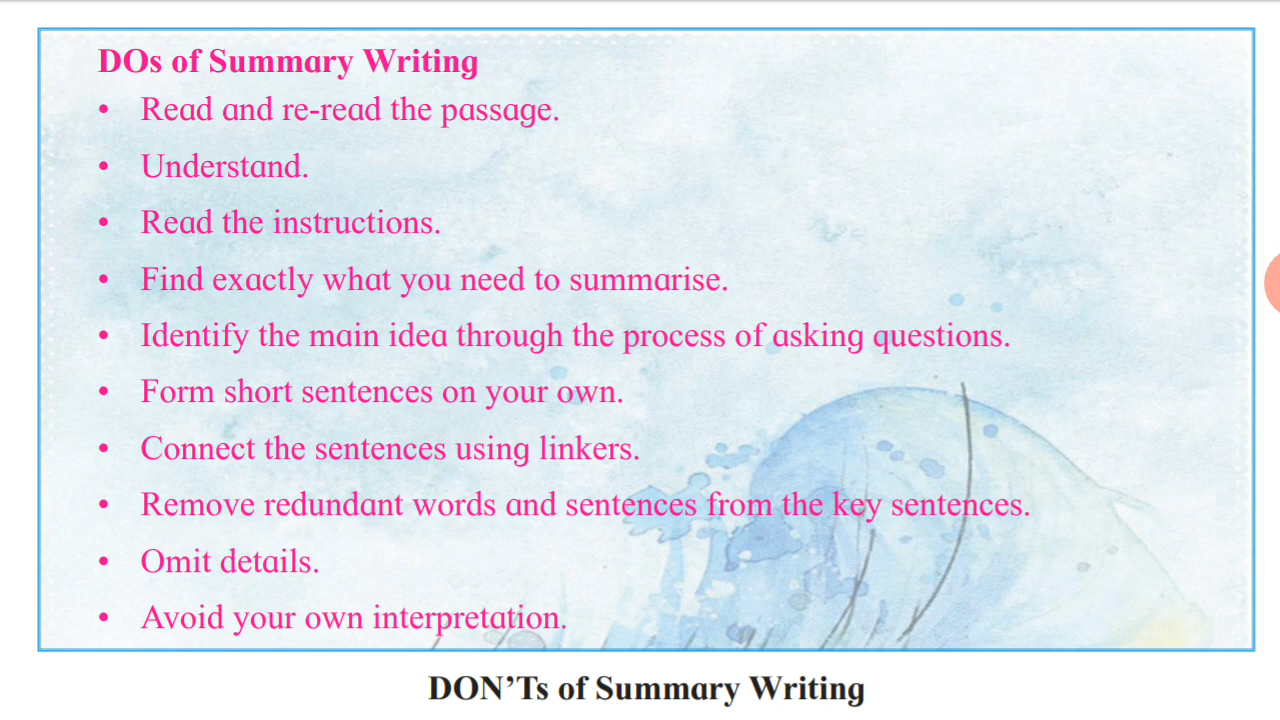 DOs of Summary Writing
• Read and re-read the passage.
• Understand.
• Read the instructions.
• Find exactly what you need to summarise.
• Identify the main idea through the process of asking questions.
• Form short sentences on your own.
• Connect the sentences using linkers.
• Remove redundant words and sentences from the key sentences.
• Omit details.
• Avoid your own interpretation.
DON’Ts of Summary Writing